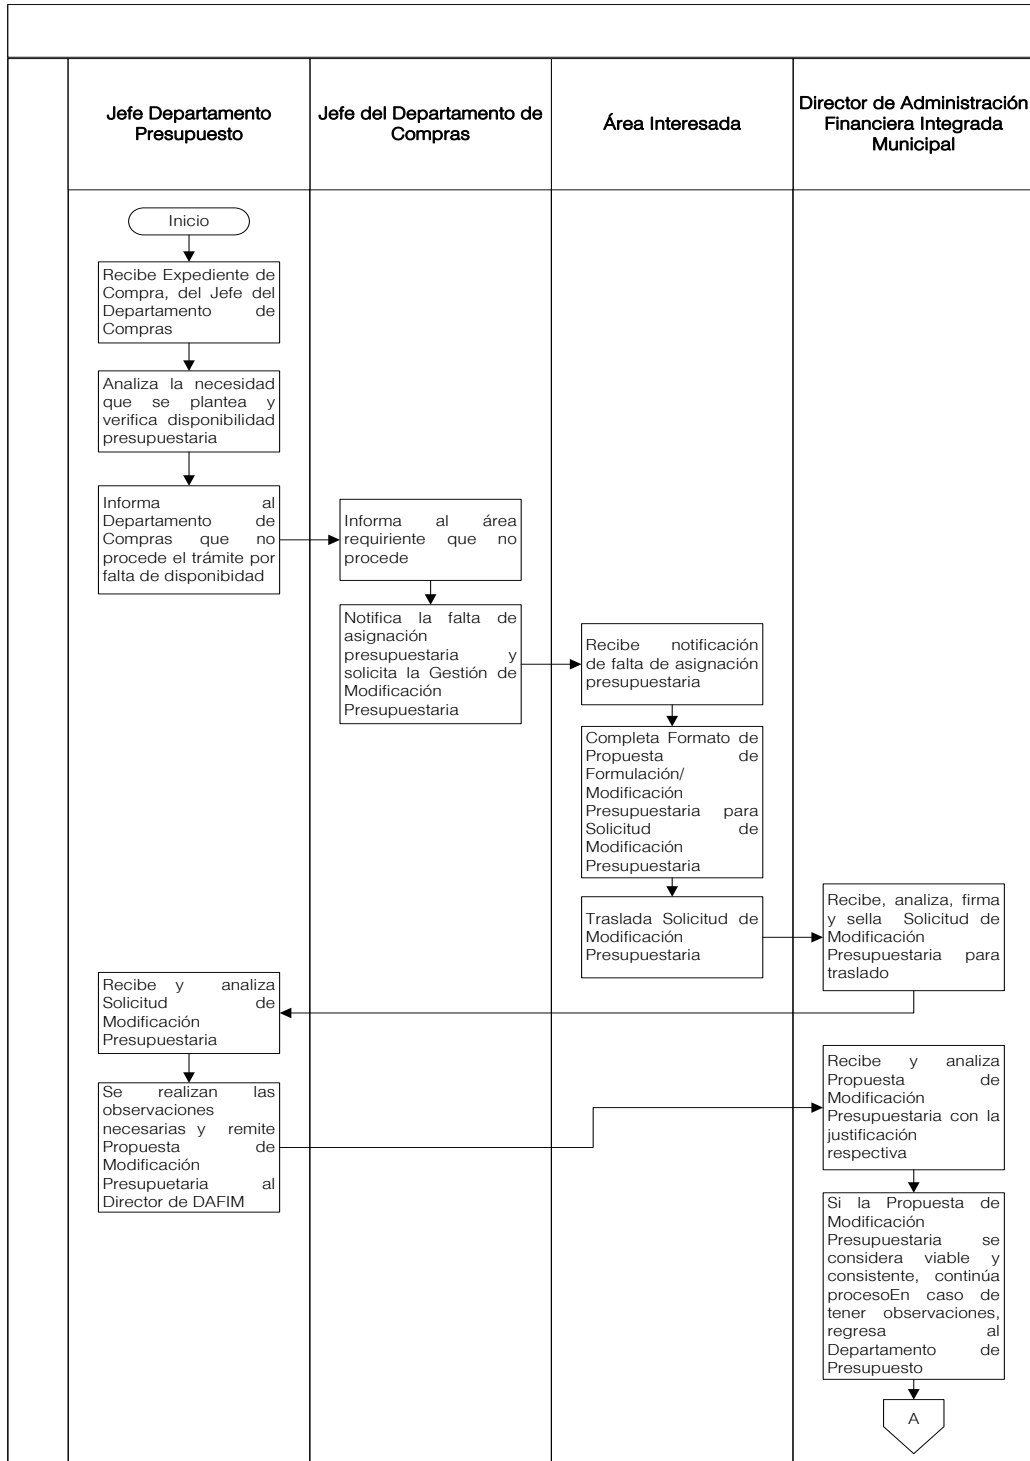 Jefe Departamento
Presupuesto
Jefe del Departamento de
Compras
Área Interesada
Director de Administración
Financiera Integrada
Municipal
Inicio
Recibe Expediente de
Compra, del Jefe del
Departamento de
Compras
Analiza la necesidad
que se plantea y
verifica disponibilidad
presupuestaria
Informa al
Departamento de
Compras que no
procede el trámite por
falta de disponibidad
Informa al área
requiriente que no
procede
Notifica la falta de
asignación
presupuestaria y
solicita la Gestión de
Modificación
Presupuestaria
Recibe notificación
de falta de asignación
presupuestaria
Completa Formato de
Propuesta de
Formulación/
Modificación
Presupuestaria para
Solicitud de
Modificación
Presupuestaria
Traslada Solicitud de
Modificación
Presupuestaria
Recibe, analiza, firma
y sella Solicitud de
Modificación
Presupuestaria para
traslado
Recibe y analiza
Solicitud de
Modificación
Presupuestaria
Se realizan las
observaciones
necesarias y remite
Propuesta de
Modificación
Presupuetaria al
Director de DAFIM
Recibe y analiza
Propuesta de
Modificación
Presupuestaria con la
justificación
respectiva
Si la Propuesta de
Modificación
Presupuestaria se
considera viable y
consistente, continúa
procesoEn caso de
tener observaciones,
regresa al
Departamento de
Presupuesto
A